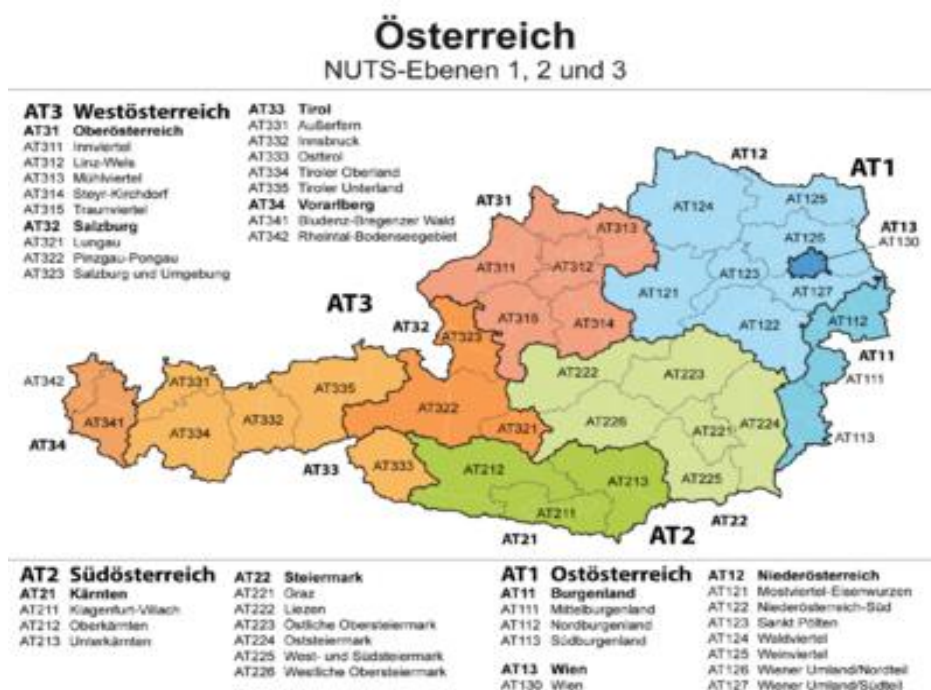 Österreich
NUTS-Ebenen 1, 2 und 3
AT3 Westösterreich
AT31 Oberösterreich
AT311 Innviertel
AT312 Linz-Wels
AT313 Mühlviertel
AT314 Steyr-Kirchdorf
AT315 Traunviertel
AT32 Salzburg
AT321 Lungau
AT322 Pinzgau-Pongau
AT323 Salzburg und Umgebung
AT33 Tirol
AT331 Außerfern
AT332 Innsbruck
AT333 Osttirol
AT334 Tiroler Oberland
AT335 Tiroler Unterland
AT34 Vorarlberg
AT341 Bludenz-Bregenzer Wald
AT342 Rheintal-Bodenseegebiet
AT12
AT1
AT124
AT125
AT31
AT313
AT13
AT130
AT126
AT311
AT312
AT123
AT121
AT127
AT3
AT315
AT314
AT122
AT112
AT32
AT323
AT11
AT342
AT331
AT335
AT222
AT223
AT111
AT341
AT334
AT332
AT322
AT321
AT226
AT221
AT224
AT113
AT34
AT33
AT333
AT212
AT213
AT225
AT211
AT22
AT21
AT2
AT2 Südösterreich
AT21 Kärnten
AT211 Klagenfurt-Villach
AT212 Oberkärnten
AT213 Unterkärnten
AT22 Steiermark
AT221 Graz
AT222 Liezen
AT223 Östliche Obersteiermark
AT224 Oststeiermark
AT225 West- und Südsteiermark
AT226 Westliche Obersteiermark
AT1 Ostösterreich
AT11 Burgenland
AT111 Mittelburgenland
AT112 Nordburgenland
AT113 Südburgenland
AT13 Wien
AT130 Wien
AT12 Niederösterreich
AT121 Mostviertel-Eisenwurzen
AT122 Niederösterreich-Süd
AT123 Sankt Pölten
AT124 Waldviertel
AT125 Weinviertel
AT126 Wiener Umland/Nordteil
AT127 Wiener Umland/Südteil